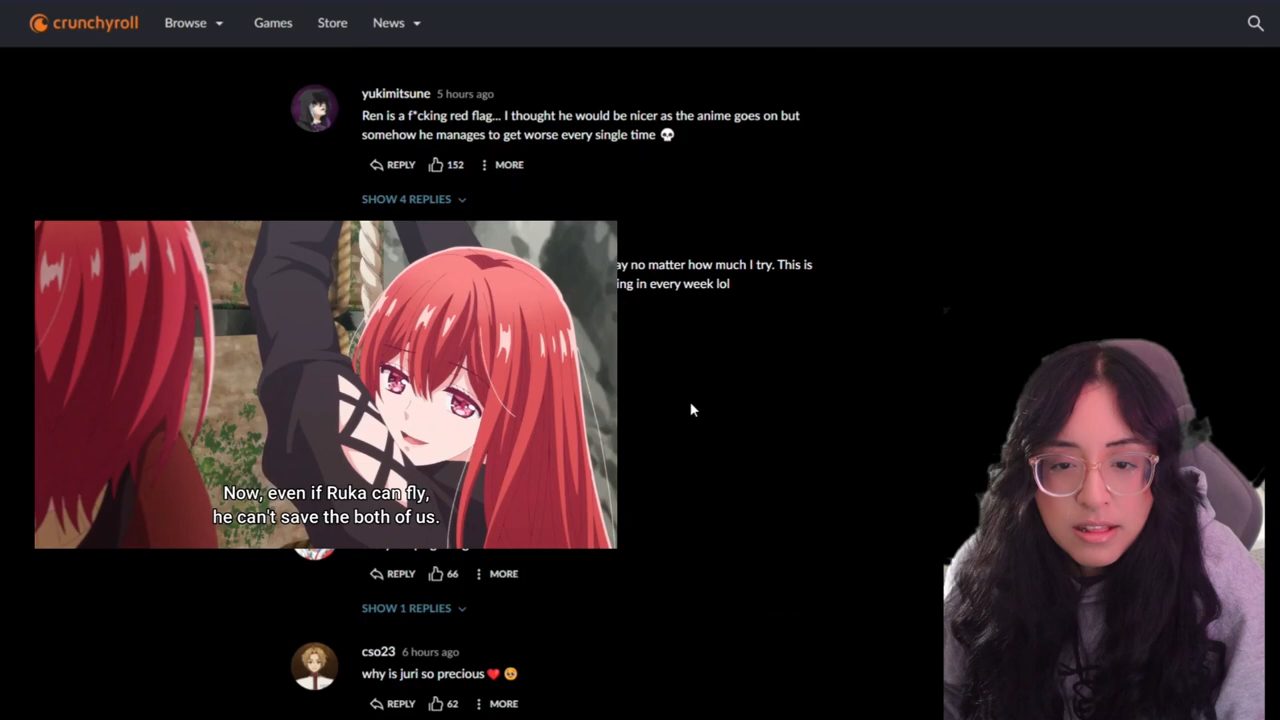 crunchyroll
Browse
Games
Store
News
yukimitsune 5 hours ago
Ren is a f*cking red flag... I thought he would be nicer as the anime goes on but
somehow he manages to get worse every single time 💀
REPLY 152 MORE
SHOW 4 REPLIES
ay no matter how much I try. This is
ing in every week lol
Now, even if Ruka can fly,
he can't save the both of us.
REPLY 66 MORE
SHOW 1 REPLIES
cso23 6 hours ago
why is juri so precious❤️ 🥺
REPLY 62 MORE